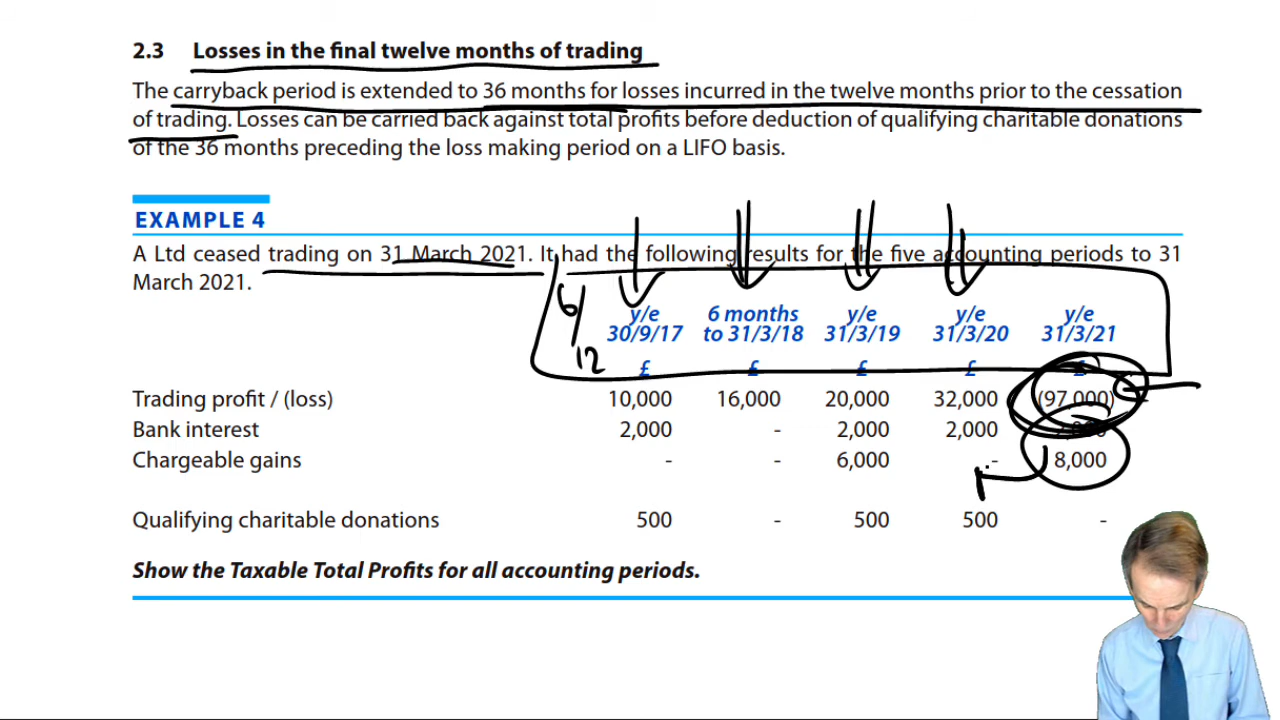 2.3 Losses in the final twelve months of trading
The carryback period is extended to 36 months for losses incurred in the twelve months prior to the cessation
of trading. Losses can be carried back against total profits before deduction of qualifying charitable donations
of the 36 months preceding the loss making period on a LIFO basis.
EXAMPLE 4
A Ltd ceased trading on 31 March 2021. It had the following results for the five accounting periods to 31
March 2021.
6/12
y/e 6 months y/e y/e y/e
30/9/17 to 31/3/18 31/3/19 31/3/20 31/3/21
£ £ £ £ £
Trading profit / (loss) 10,000 16,000 20,000 32,000 (97,000)
Bank interest 2,000 - 2,000 2,000
Chargeable gains - - 6,000 - 8,000
Qualifying charitable donations 500 - 500 500 -
Show the Taxable Total Profits for all accounting periods.